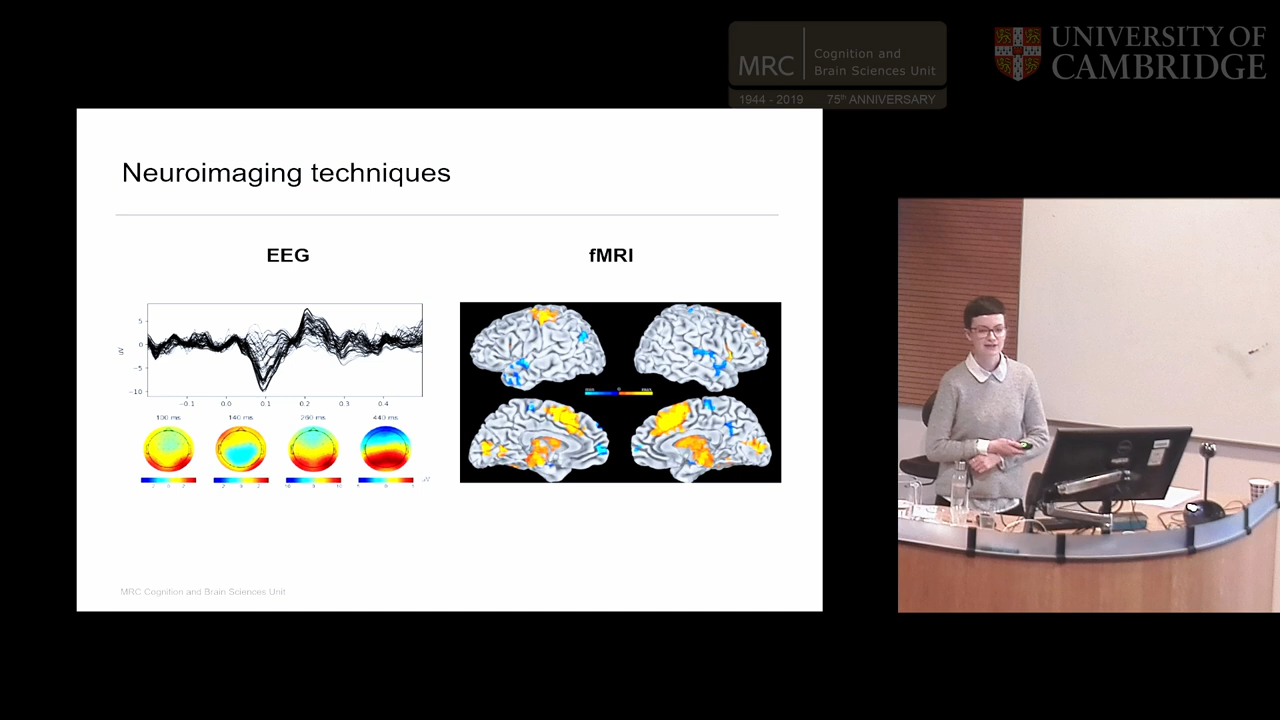 MRC
Cognition and
Brain Sciences Unit
1944 - 2019 75th ANNIVERSARY
UNIVERSITY OF
CAMBRIDGE
Neuroimaging techniques
EEG
fMRI
5
0
-5
-10
uV
-0.1 0.0 0.1 0.2 0.3 0.4
100 ms
140 ms
260 ms
440 ms
MRC Cognition and Brain Sciences Unit